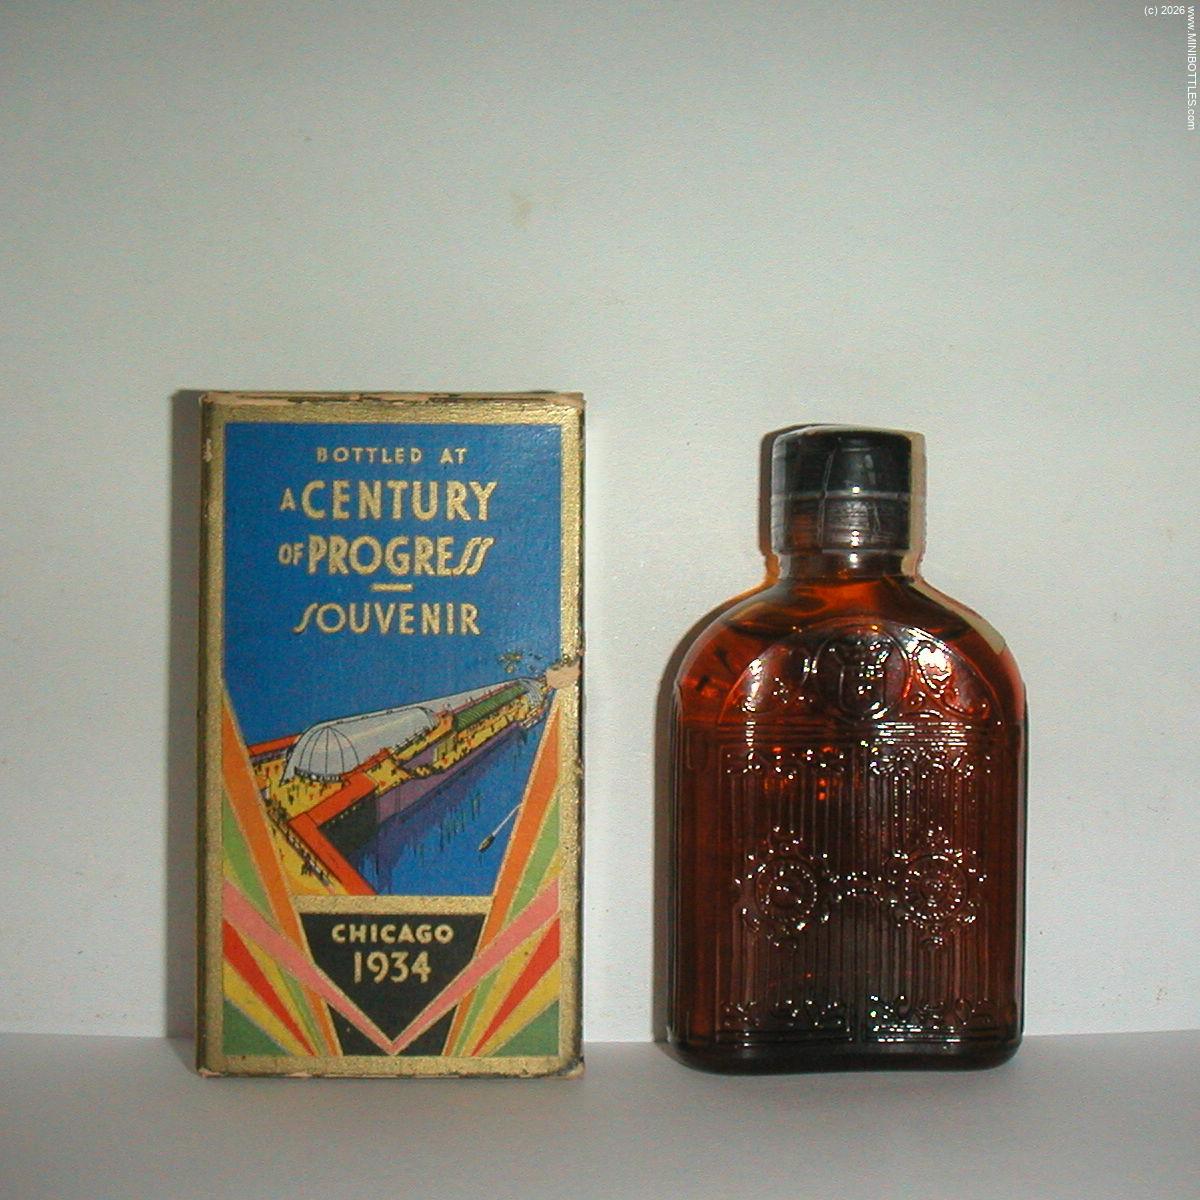 (c) 2026 www.MINIBOTTLES.com
BOTTLED AT
A CENTURY
OF PROGRESS
SOUVENIR
CHICAGO
1934